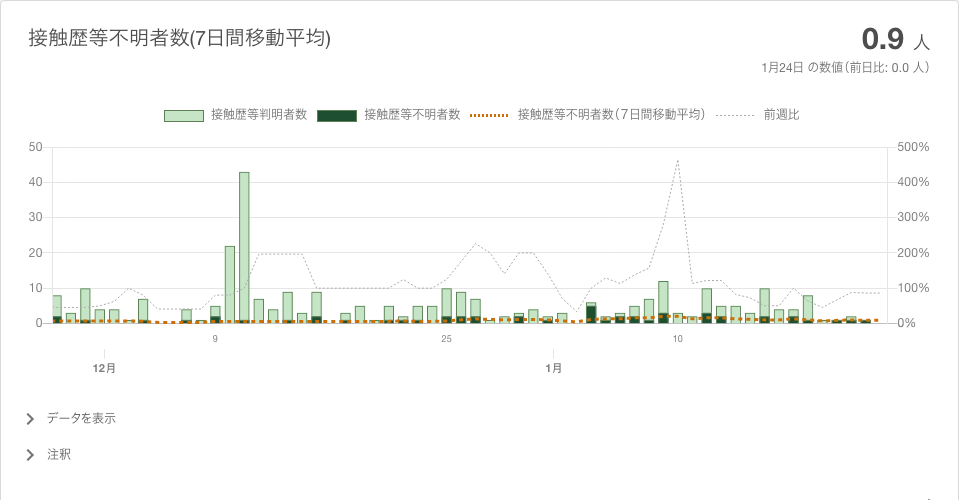 接触歴等不明者数(7日間移動平均)
0.9 人
1月24日 の数値（前日比: 0.0 人）
接触歴等判明者数 接触歴等不明者数 接触歴等不明者数（7日間移動平均） 前週比
50 500%
40 400%
30 300%
20 200%
10 100%
0 0%
9 25 10
12月 1月
データを表示
注釈